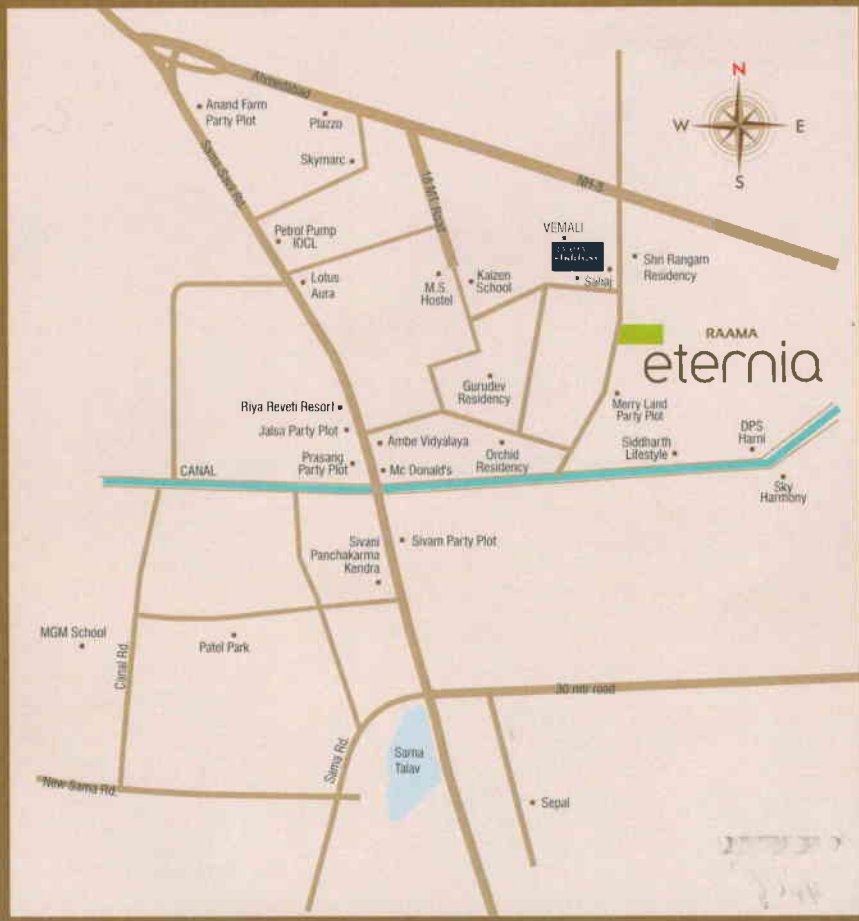 N
W E
S
Ahmedabad
Anand Farm
Party Plot
Plazzo
Skymarc
Sama-Savli Rd.
18 MT. Road
NH-8
Petrol Pump
IOCL
VEMALI
Lotus
Aura
M.S.
Hostel
Kaizen
School
Sahaj
Shri Rangam
Residency
RAAMA
eternia
Gurudev
Residency
Merry Land
Party Plot
Riya Reveti Resort
Jalsa Party Plot
Ambe Vidyalaya
Orchid
Residency
Siddharth
Lifestyle
DPS
Harni
Prasang
Party Plot
Mc Donald's
CANAL
Sky
Harmony
Sivani
Panchakarma
Kendra
Sivam Party Plot
MGM School
Canal Rd.
Patel Park
30 mtr road
Sama Rd.
Sama
Talav
New Sama Rd.
Sepal